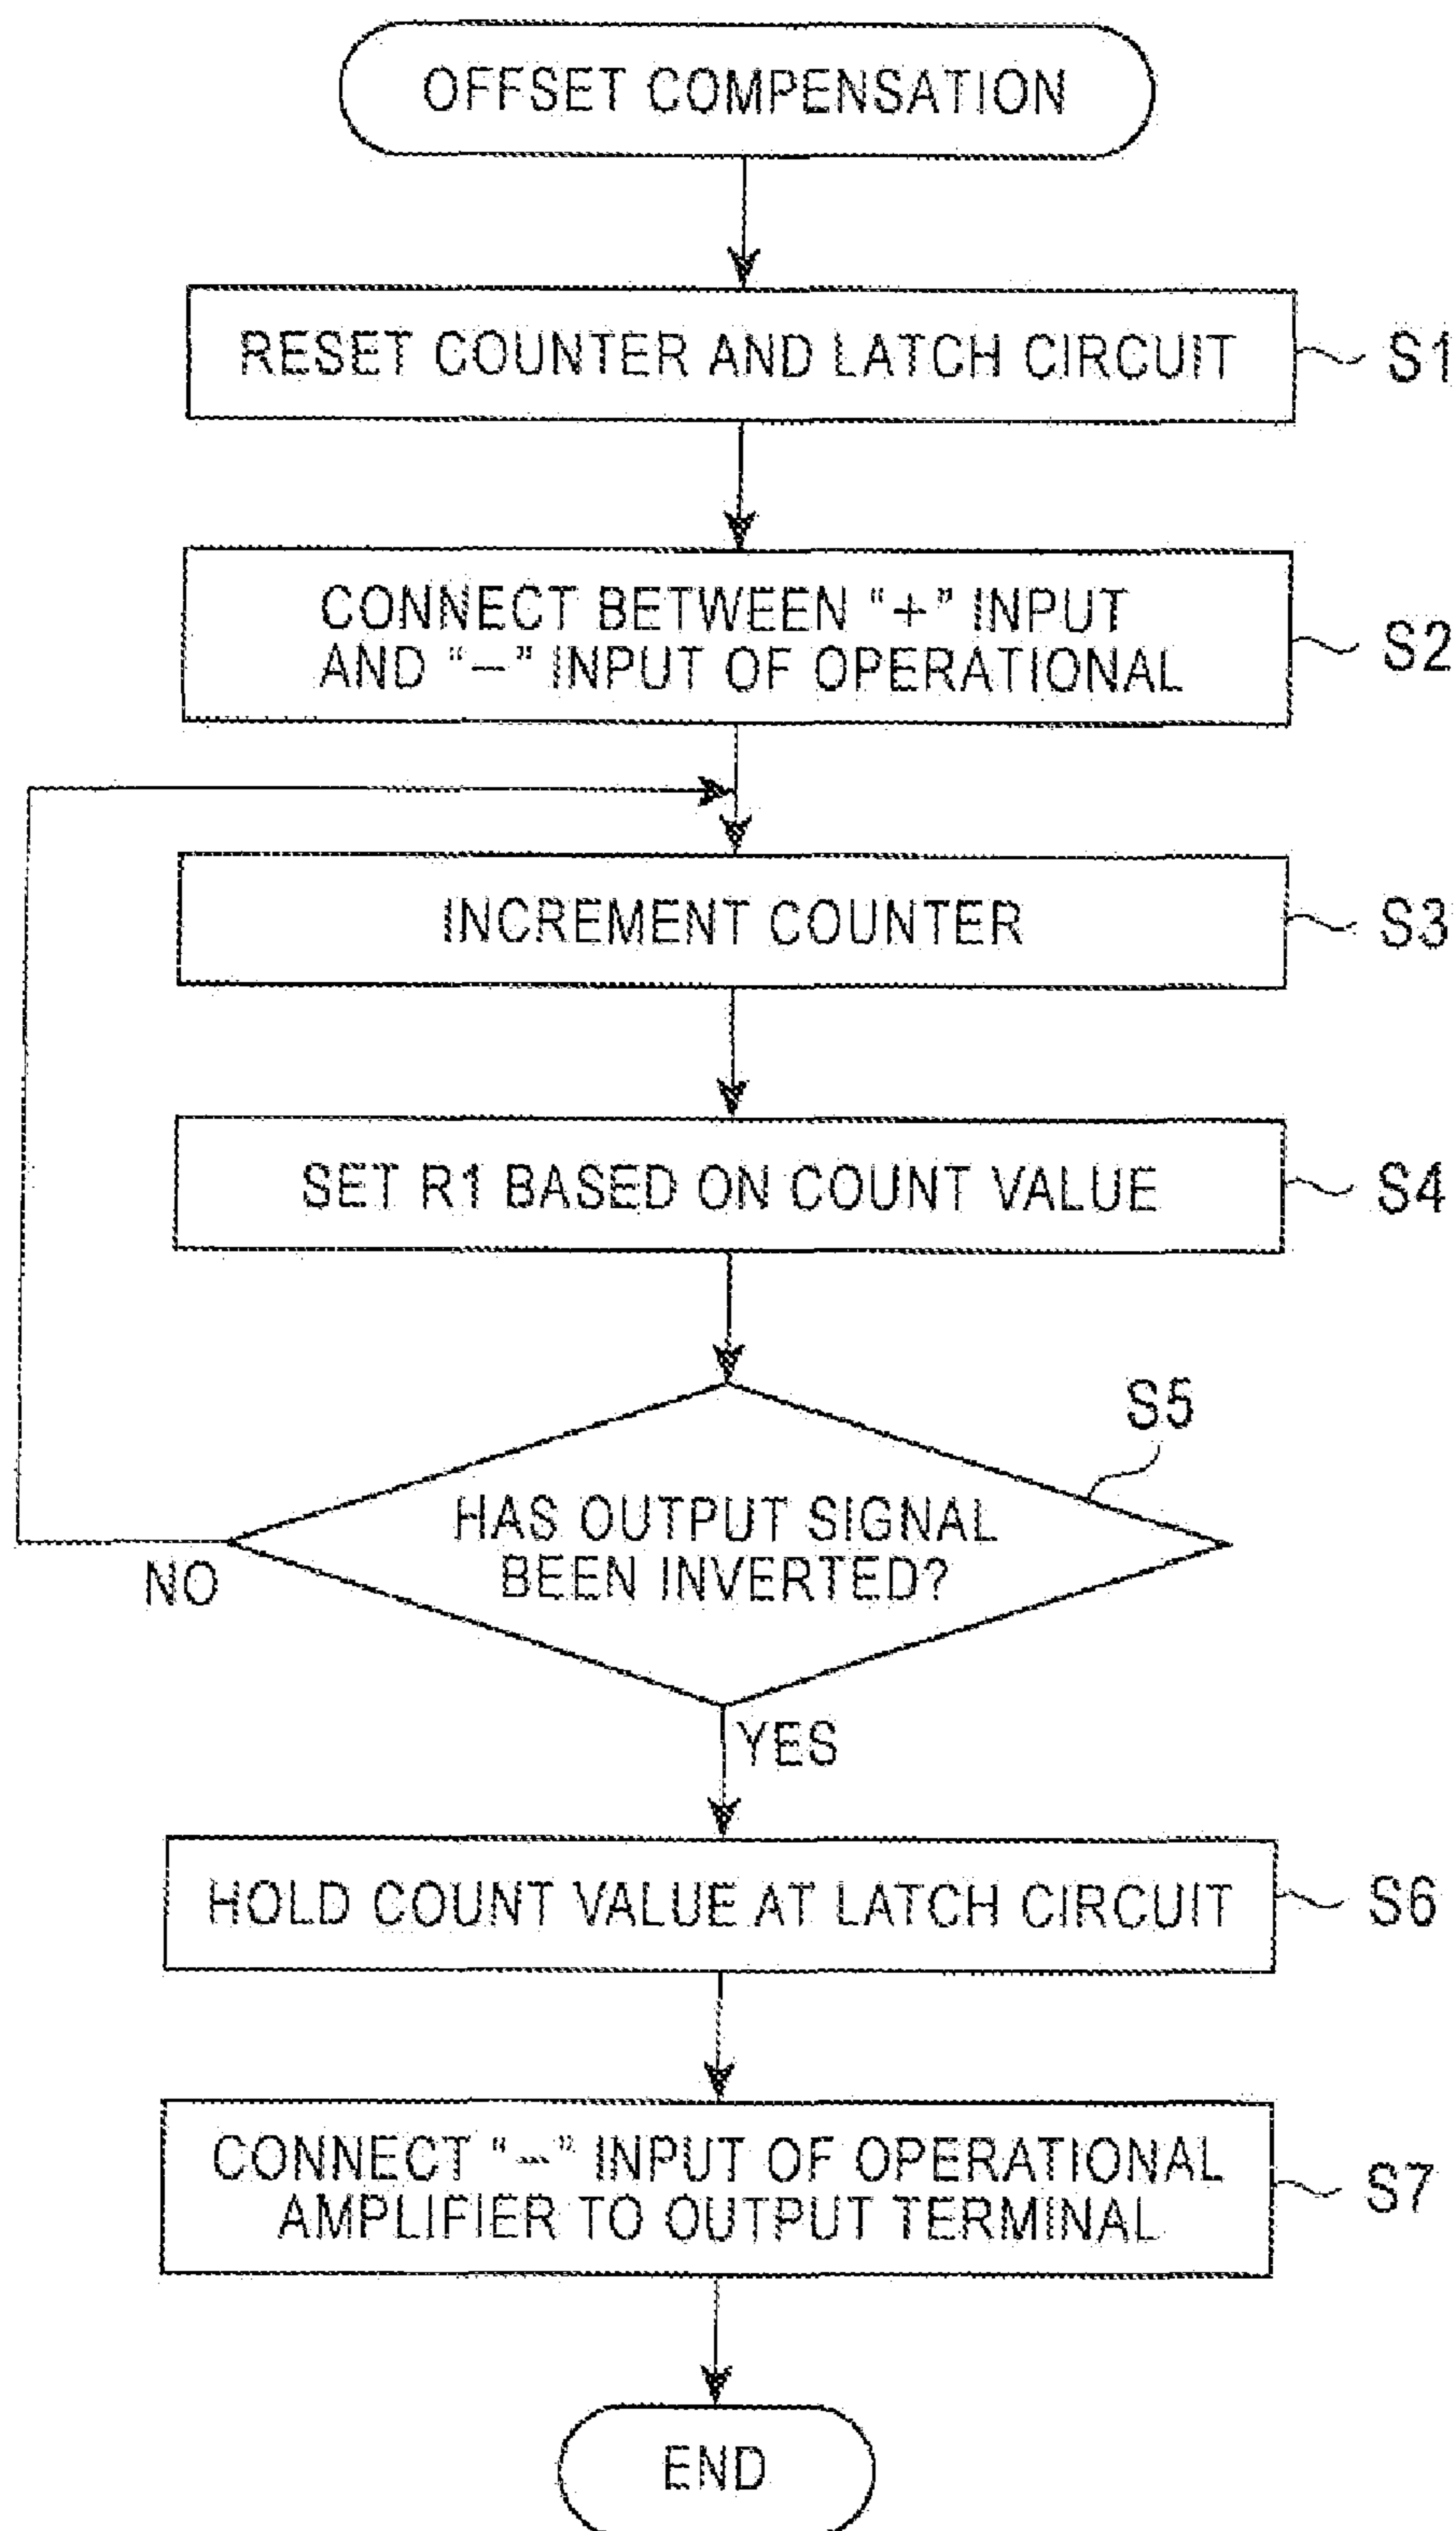 OFFSET COMPENSATION
RESET COUNTER AND LATCH CIRCUIT
S1
CONNECT BETWEEN “+” INPUT
AND “−” INPUT OF OPERATIONAL
S2
INCREMENT COUNTER
S3
SET R1 BASED ON COUNT VALUE
S4
S5
HAS OUTPUT SIGNAL
BEEN INVERTED?
NO
YES
HOLD COUNT VALUE AT LATCH CIRCUIT
S6
CONNECT “−” INPUT OF OPERATIONAL
AMPLIFIER TO OUTPUT TERMINAL
S7
END